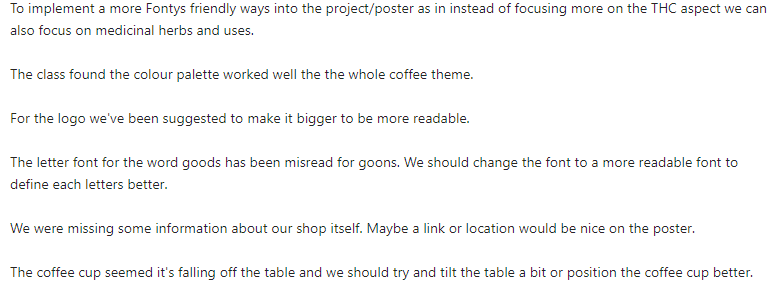 To implement a more Fontys friendly ways into the project/poster as in instead of focusing more on the THC aspect we can
also focus on medicinal herbs and uses.
The class found the colour palette worked well the the whole coffee theme.
For the logo we've been suggested to make it bigger to be more readable.
The letter font for the word goods has been misread for goons. We should change the font to a more readable font to
define each letters better.
We were missing some information about our shop itself. Maybe a link or location would be nice on the poster.
The coffee cup seemed it's falling off the table and we should try and tilt the table a bit or position the coffee cup better.